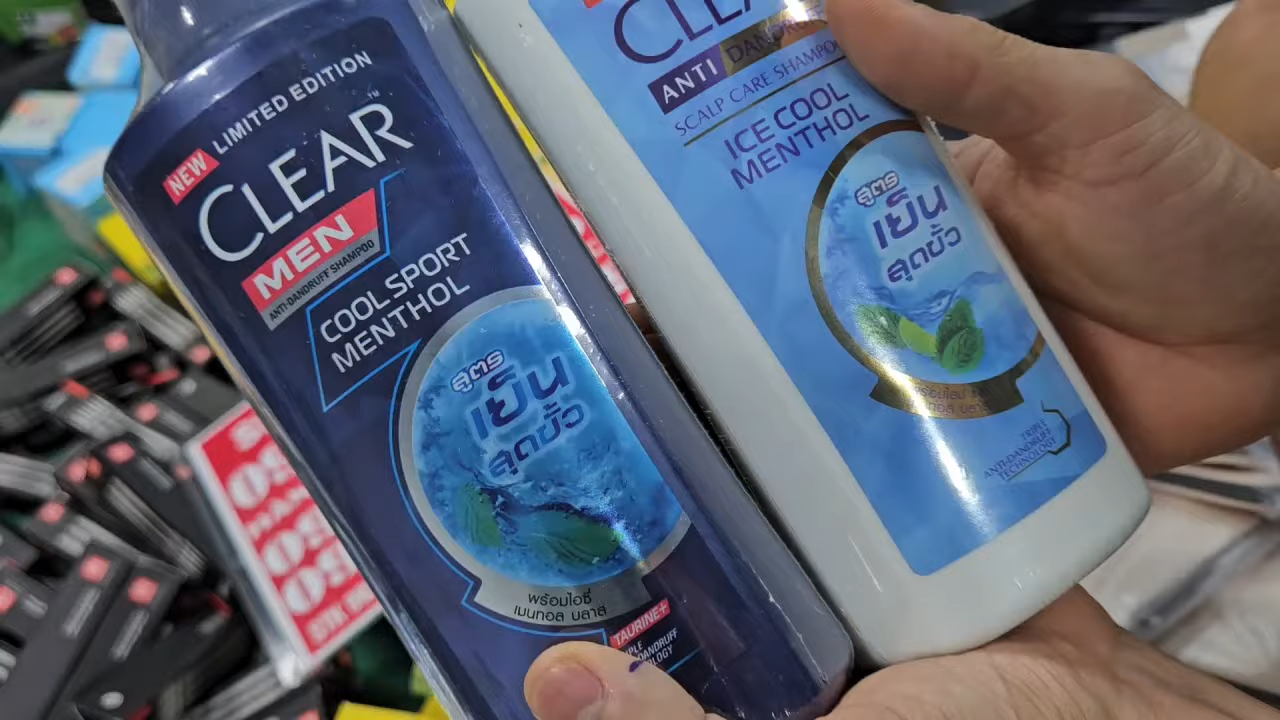 NEW LIMITED EDITION
CLEAR™
MEN
ANTI-DANDRUFF SHAMPOO
COOL SPORT
MENTHOL
สูตร
เย็น
สุดขั้ว
พร้อมไอซี่
เมนทอล บลาส
TAURINE+
ANTI DANDRUFF
SCALP CARE SHAMPOO
ICE COOL
MENTHOL
สูตร
เย็น
สุดขั้ว
TRIPLE
ANTI-DANDRUFF
TECHNOLOGY